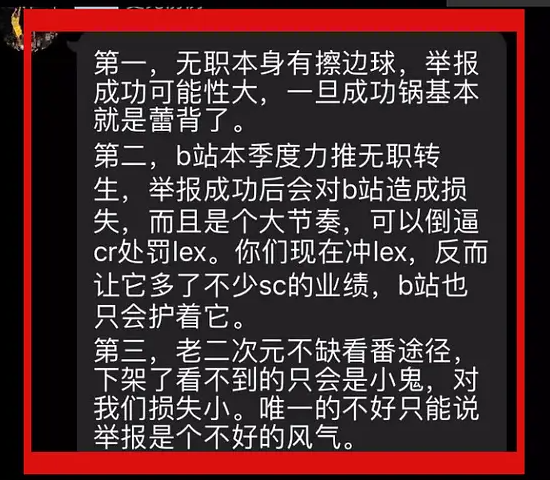 第一，无职本身有擦边球，举报
成功可能性大，一旦成功锅基本
就是蕾背了。
第二，b站本季度力推无职转
生，举报成功后会对b站造成损
失，而且是个大节奏，可以倒逼
cr处罚lex。你们现在冲lex，反而
让它多了不少sc的业绩，b站也
只会护着它。
第三，老二次元不缺看番途径，
下架了看不到的只会是小鬼，对
我们损失小。唯一的不好只能说
举报是个不好的风气。